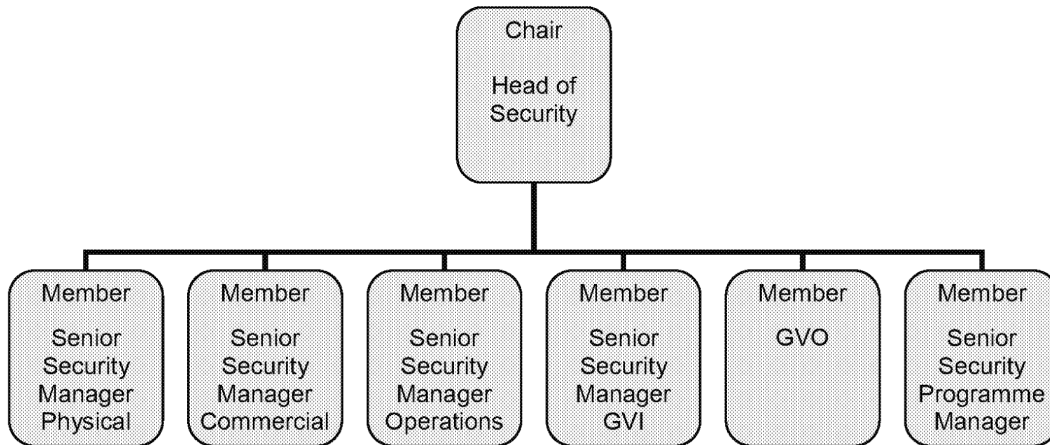 Chair
Head of
Security
Member
Senior
Security
Manager
Physical
Member
Senior
Security
Manager
Commercial
Member
Senior
Security
Manager
Operations
Member
Senior
Security
Manager
GVI
Member
GVO
Member
Senior
Security
Programme
Manager